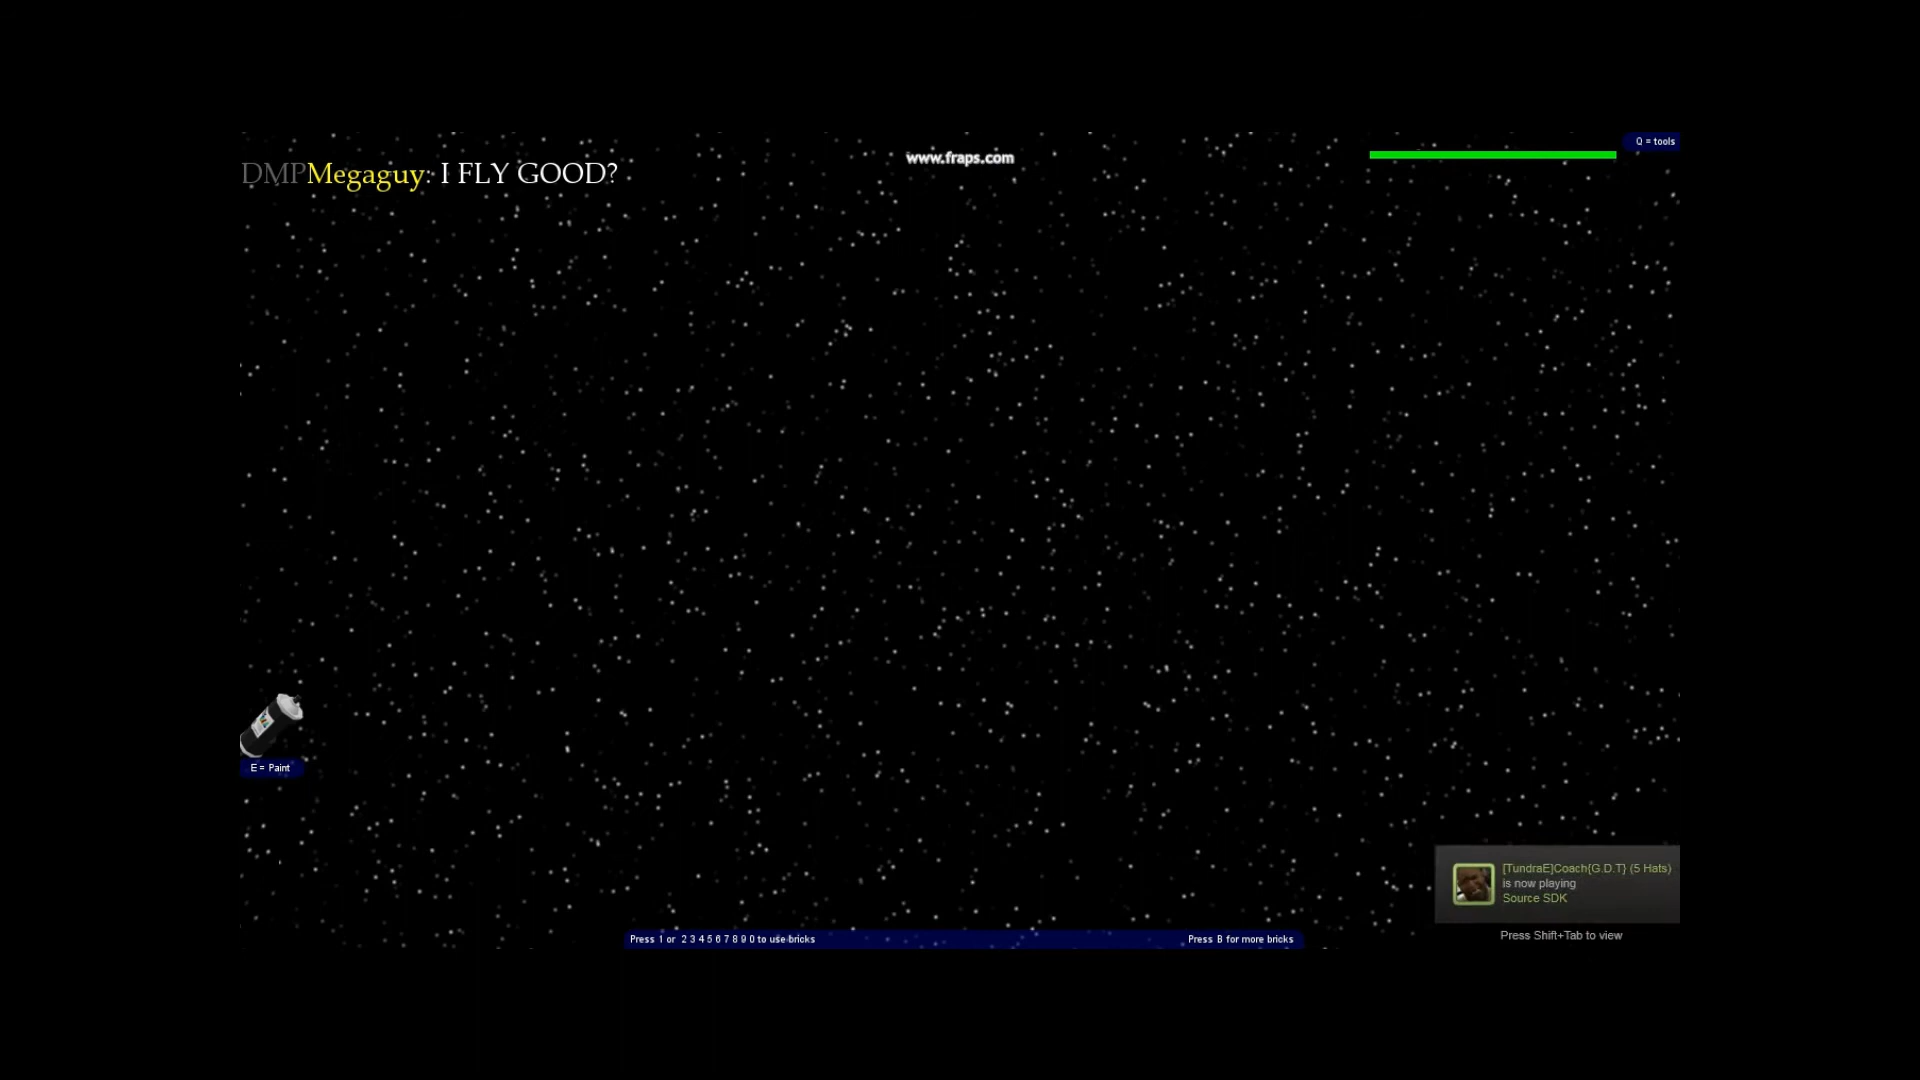 www.fraps.com
Q = tools
DMPMegaguy: I FLY GOOD?
E = Paint
[TundraE]Coach{G.D.T} (5 Hats)
is now playing
Source SDK
Press Shift+Tab to view
Press 1 or 2 3 4 5 6 7 8 9 0 to use bricks
Press B for more bricks